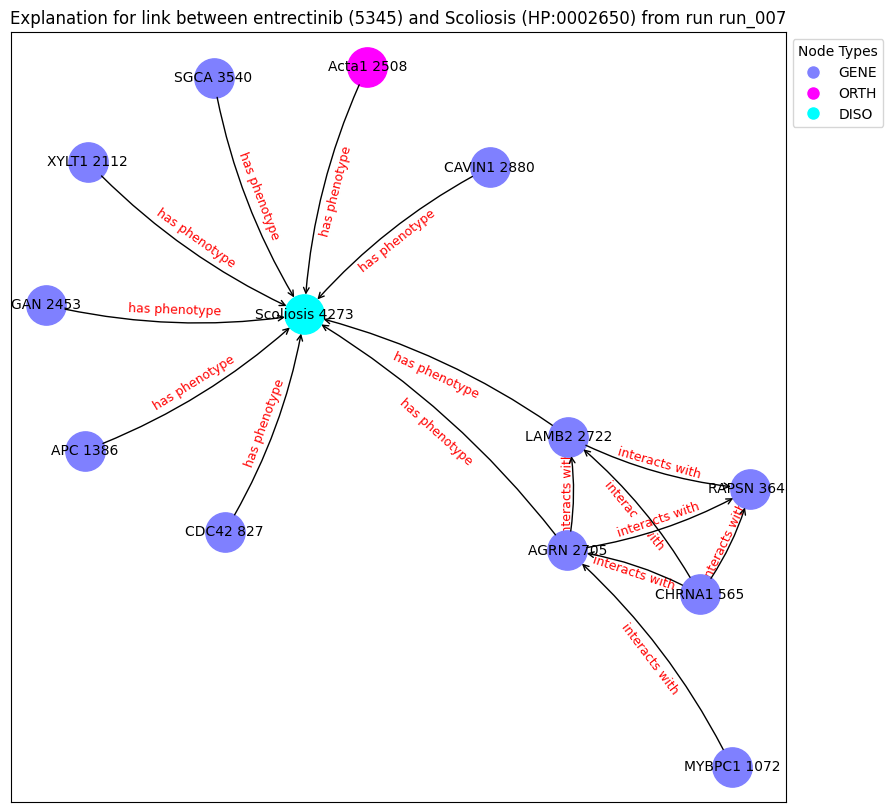 Explanation for link between entrectinib (5345) and Scoliosis (HP:0002650) from run run_007
Node Types
GENE
ORTH
DISO
Acta1 2508
SGCA 3540
XYLT1 2112
CAVIN1 2880
has phenotype
has phenotype
has phenotype
has phenotype
GAN 2453
has phenotype
Scoliosis 4273
has phenotype
has phenotype
has phenotype
has phenotype
APC 1386
CDC42 827
LAMB2 2722
interacts with
RAPSN 364
interacts with
interacts with
interac
with
interacts with
AGRN 2705
interacts with
CHRNA1 565
interacts with
MYBPC1 1072